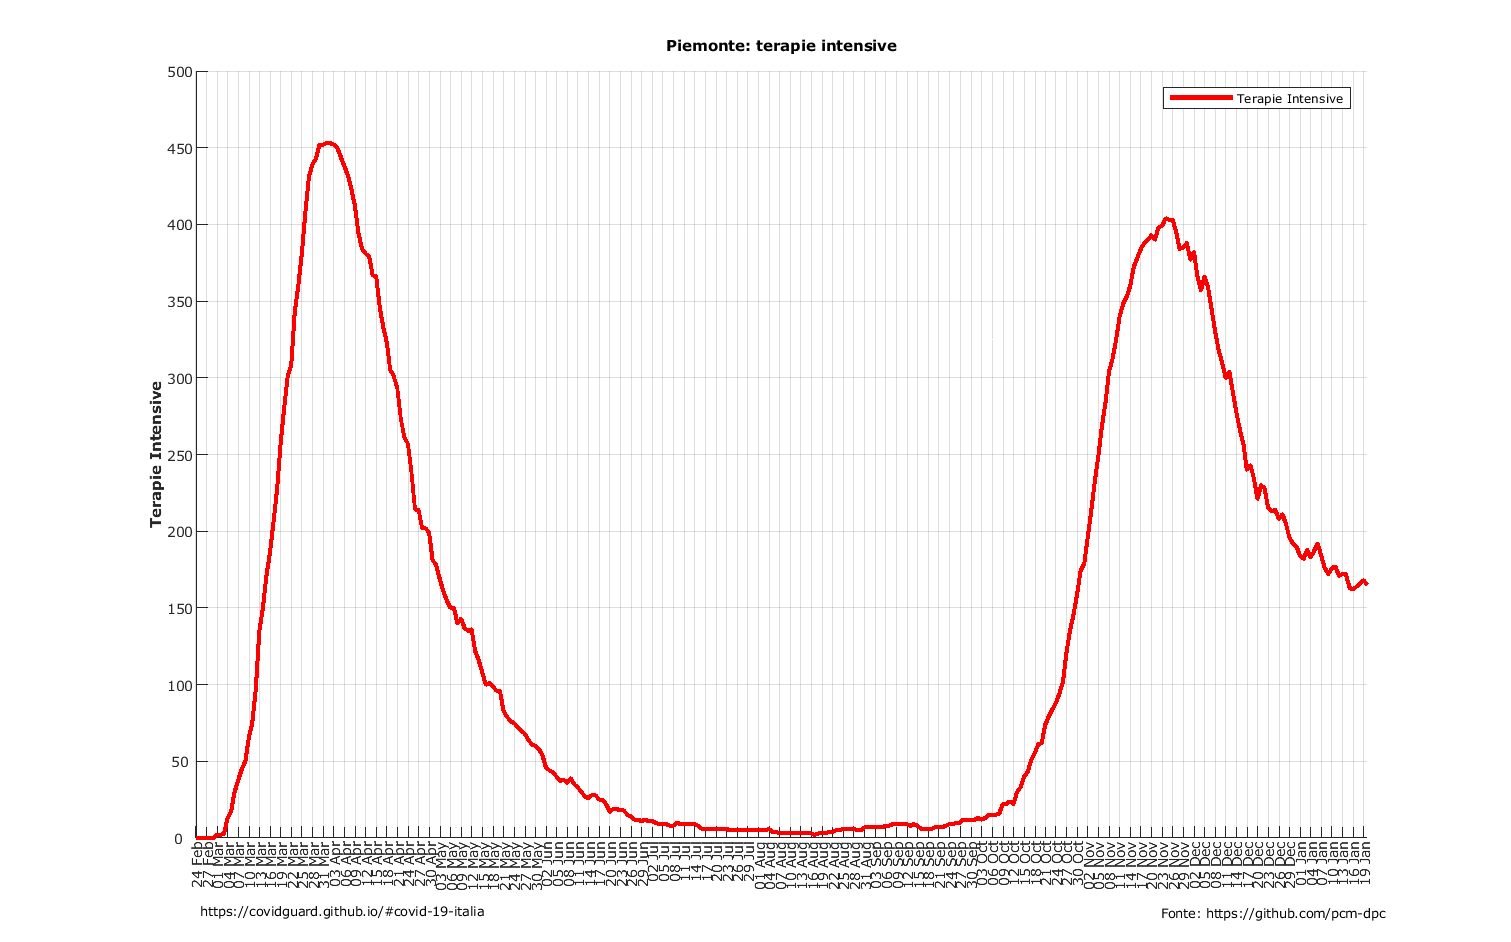 Piemonte: terapie intensive
Terapie Intensive
Terapie Intensive
500
450
400
350
300
250
200
150
100
50
0
24 Feb
27 Feb
01 Mar
04 Mar
07 Mar
10 Mar
13 Mar
16 Mar
19 Mar
22 Mar
25 Mar
28 Mar
31 Mar
03 Apr
06 Apr
09 Apr
12 Apr
15 Apr
18 Apr
21 Apr
24 Apr
27 Apr
30 Apr
03 May
06 May
09 May
12 May
15 May
18 May
21 May
24 May
27 May
30 May
02 Jun
05 Jun
08 Jun
11 Jun
14 Jun
17 Jun
20 Jun
23 Jun
26 Jun
29 Jun
02 Jul
05 Jul
08 Jul
11 Jul
14 Jul
17 Jul
20 Jul
23 Jul
26 Jul
29 Jul
01 Aug
04 Aug
07 Aug
10 Aug
13 Aug
16 Aug
19 Aug
22 Aug
25 Aug
28 Aug
31 Aug
03 Sep
06 Sep
09 Sep
12 Sep
15 Sep
18 Sep
21 Sep
24 Sep
27 Sep
30 Sep
03 Oct
06 Oct
09 Oct
12 Oct
15 Oct
18 Oct
21 Oct
24 Oct
27 Oct
30 Oct
02 Nov
05 Nov
08 Nov
11 Nov
14 Nov
17 Nov
20 Nov
23 Nov
26 Nov
29 Nov
02 Dec
05 Dec
08 Dec
11 Dec
14 Dec
17 Dec
20 Dec
23 Dec
26 Dec
29 Dec
01 Jan
04 Jan
07 Jan
10 Jan
13 Jan
16 Jan
19 Jan
https://covidguard.github.io/#covid-19-italia
Fonte: https://github.com/pcm-dpc